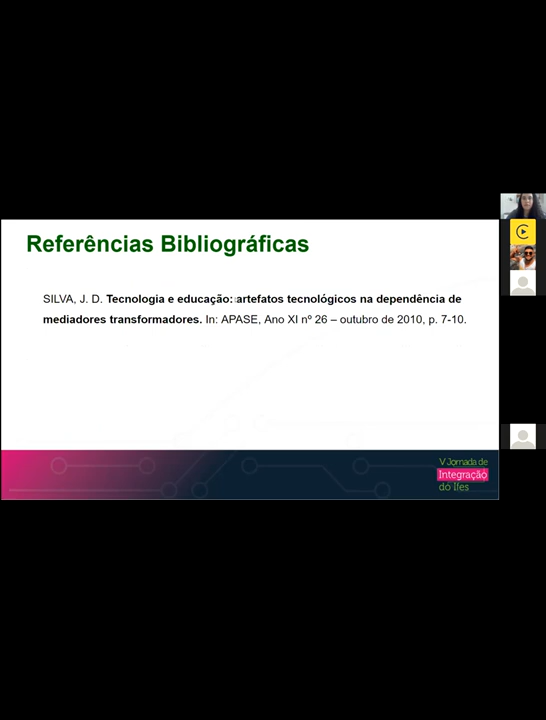 Referências Bibliográficas
SILVA, J. D. Tecnologia e educação: artefatos tecnológicos na dependência de
mediadores transformadores. In: APASE, Ano XI nº 26 – outubro de 2010, p. 7-10.
V Jornada de
Integração
do Ifes